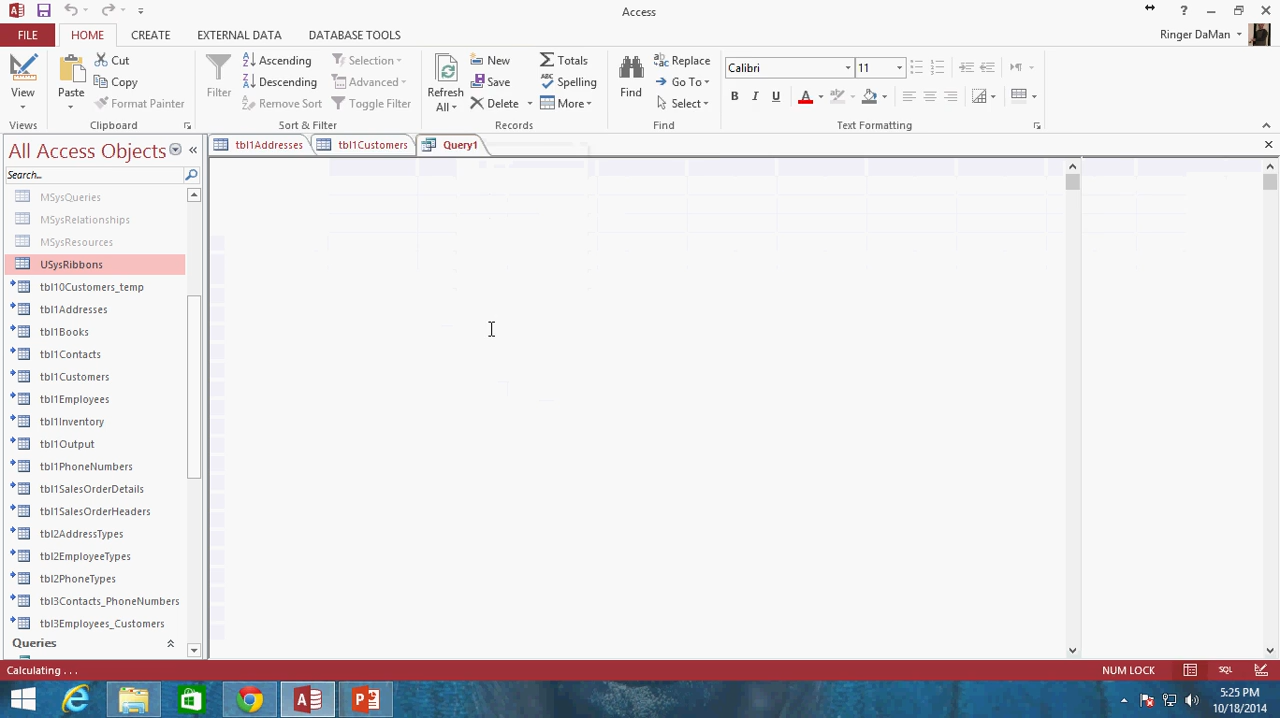 Access
?
FILE HOME CREATE EXTERNAL DATA DATABASE TOOLS Ringer DaMan
View
Views
Paste
Cut
Copy
Format Painter
Clipboard
Filter
Ascending
Descending
Remove Sort
Selection
Advanced
Toggle Filter
Sort & Filter
Refresh
All
New
Save
Delete
Totals
Spelling
More
Records
Find
Replace
Go To
Select
Find
Calibri 11
B I U A ab
Text Formatting
All Access Objects «
Search...
tbl1Addresses tbl1Customers Query1
MSysQueries
MSysRelationships
MSysResources
USysRibbons
tbl10Customers_temp
tbl1Addresses
tbl1Books
tbl1Contacts
tbl1Customers
tbl1Employees
tbl1Inventory
tbl1Output
tbl1PhoneNumbers
tbl1SalesOrderDetails
tbl1SalesOrderHeaders
tbl2AddressTypes
tbl2EmployeeTypes
tbl2PhoneTypes
tbl3Contacts_PhoneNumbers
tbl3Employees_Customers
Queries
Calculating . . . NUM LOCK SQL
5:25 PM
10/18/2014